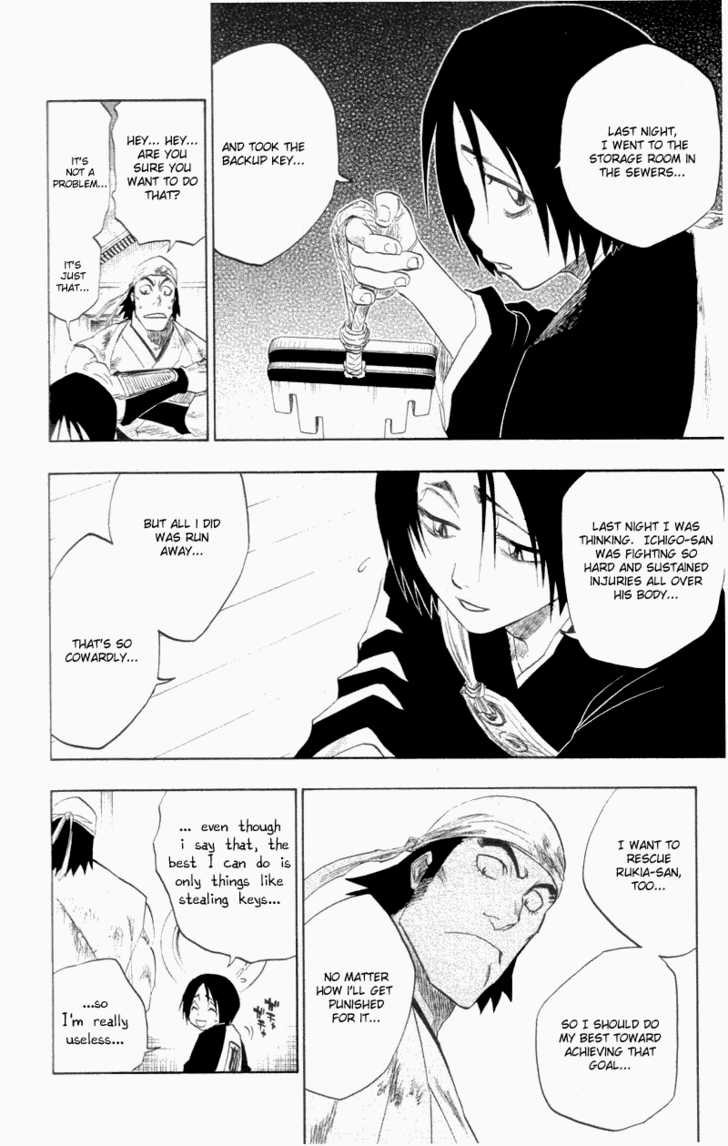 LAST NIGHT,
I WENT TO THE
STORAGE ROOM IN
THE SEWERS...
AND TOOK THE
BACKUP KEY...
HEY... HEY...
ARE YOU
SURE YOU
WANT TO DO
THAT?
IT'S
NOT A
PROBLEM...
IT'S
JUST
THAT...
LAST NIGHT I WAS
THINKING. ICHIGO-SAN
WAS FIGHTING SO
HARD AND SUSTAINED
INJURIES ALL OVER
HIS BODY...
BUT ALL I DID
WAS RUN
AWAY...
THAT'S SO
COWARDLY...
I WANT TO
RESCUE
RUKIA-SAN,
TOO...
SO I SHOULD DO
MY BEST TOWARD
ACHIEVING THAT
GOAL...
NO MATTER
HOW I'LL GET
PUNISHED
FOR IT...
... even though
i say that, the
best I can do is
only things like
stealing keys...
...so
I'm really
useless...